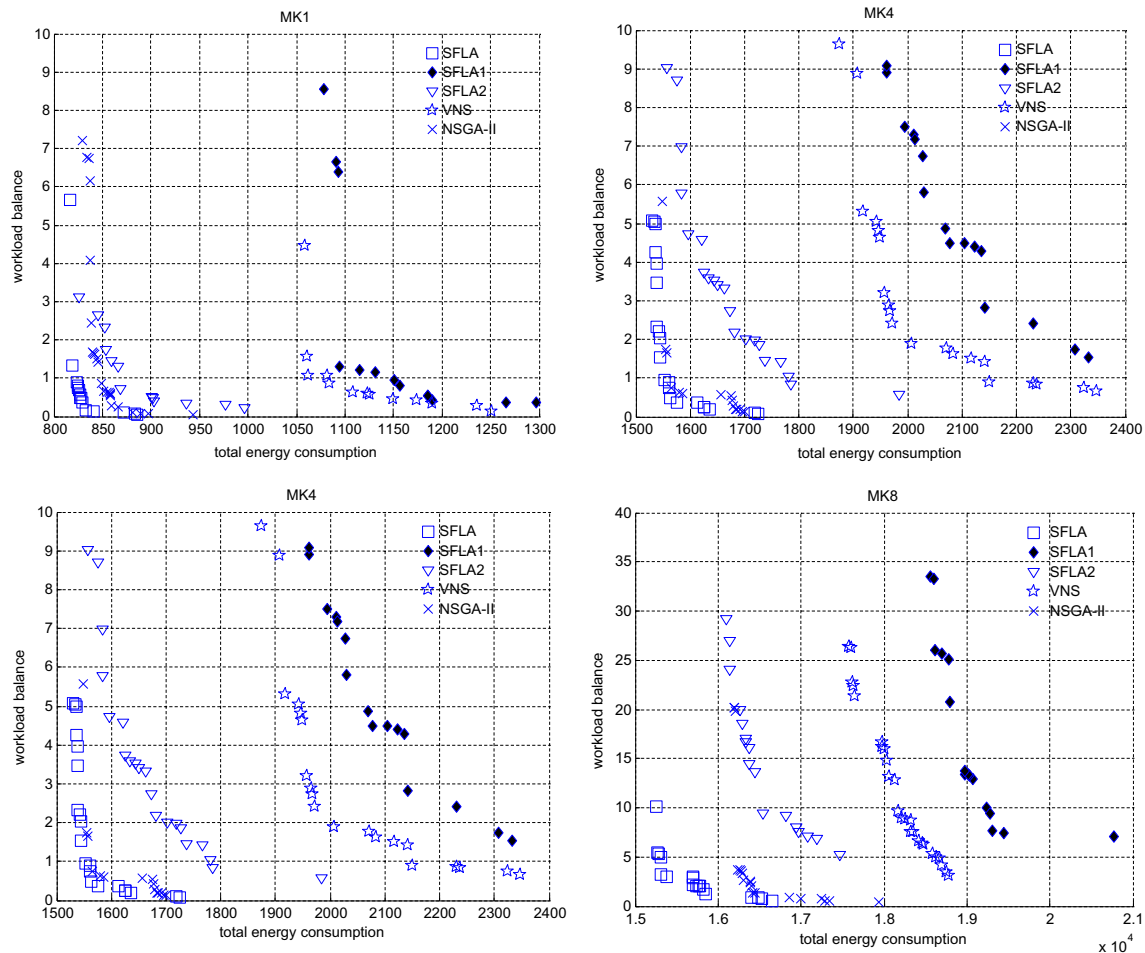 MK1
10
9
8
7
6
5
4
3
2
1
0
workload balance
SFLA
SFLA1
SFLA2
VNS
NSGA-II
800 850 900 950 1000 1050 1100 1150 1200 1250 1300
total energy consumption
MK4
10
9
8
7
6
5
4
3
2
1
0
workload balance
SFLA
SFLA1
SFLA2
VNS
NSGA-II
1500 1600 1700 1800 1900 2000 2100 2200 2300 2400
total energy consumption
MK4
10
9
8
7
6
5
4
3
2
1
0
workload balance
SFLA
SFLA1
SFLA2
VNS
NSGA-II
1500 1600 1700 1800 1900 2000 2100 2200 2300 2400
total energy consumption
MK8
40
35
30
25
20
15
10
5
0
workload balance
SFLA
SFLA1
SFLA2
VNS
NSGA-II
1.5 1.6 1.7 1.8 1.9 2 2.1
total energy consumption
x 10^4